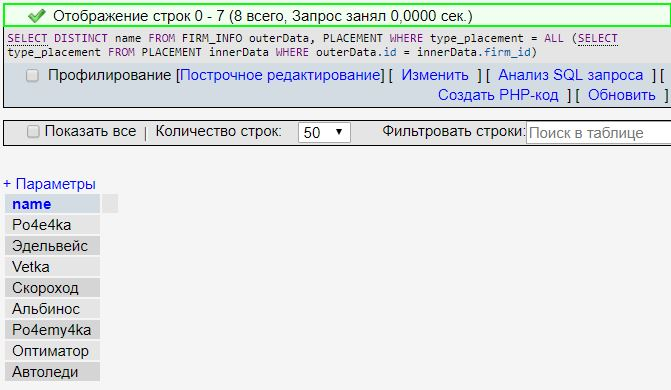 Отображение строк 0 - 7 (8 всего, Запрос занял 0,0000 сек.)
SELECT DISTINCT name FROM FIRM_INFO outerData, PLACEMENT WHERE type_placement = ALL (SELECT
type_placement FROM PLACEMENT innerData WHERE outerData.id = innerData.firm_id)
Профилирование [Построчное редактирование] [ Изменить ] [ Анализ SQL запроса ] [
Создать PHP-код ] [ Обновить ]
Показать все | Количество строк: 50 Фильтровать строки: Поиск в таблице
+ Параметры
name
Po4e4ka
Эдельвейс
Vetka
Скороход
Альбинос
Po4emy4ka
Оптиматор
Автоледи